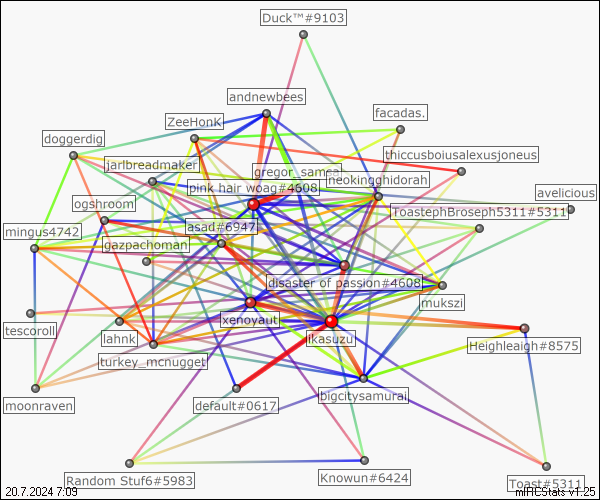 Duck™#9103
andnewbees
facadas.
ZeeHonK
doggerdig
thiccusboiusalexusjoneus
jarlbreadmaker
gregor_samsa
neokingghidorah
pink hair woag#4608
avelicious
ogshroom
ToastephBroseph5311#5311
asad#6947
mingus4742
gazpachoman
disaster of passion#4608
mukszi
xenoyaut
tescoroll
lahnk
likasuzu
Heighleaigh#8575
turkey_mcnugget
bigcitysamurai
moonraven
default#0617
Random Stuf6#5983
Knowun#6424
Toast#5311
20.7.2024 7:09
mIRCStats v1.25